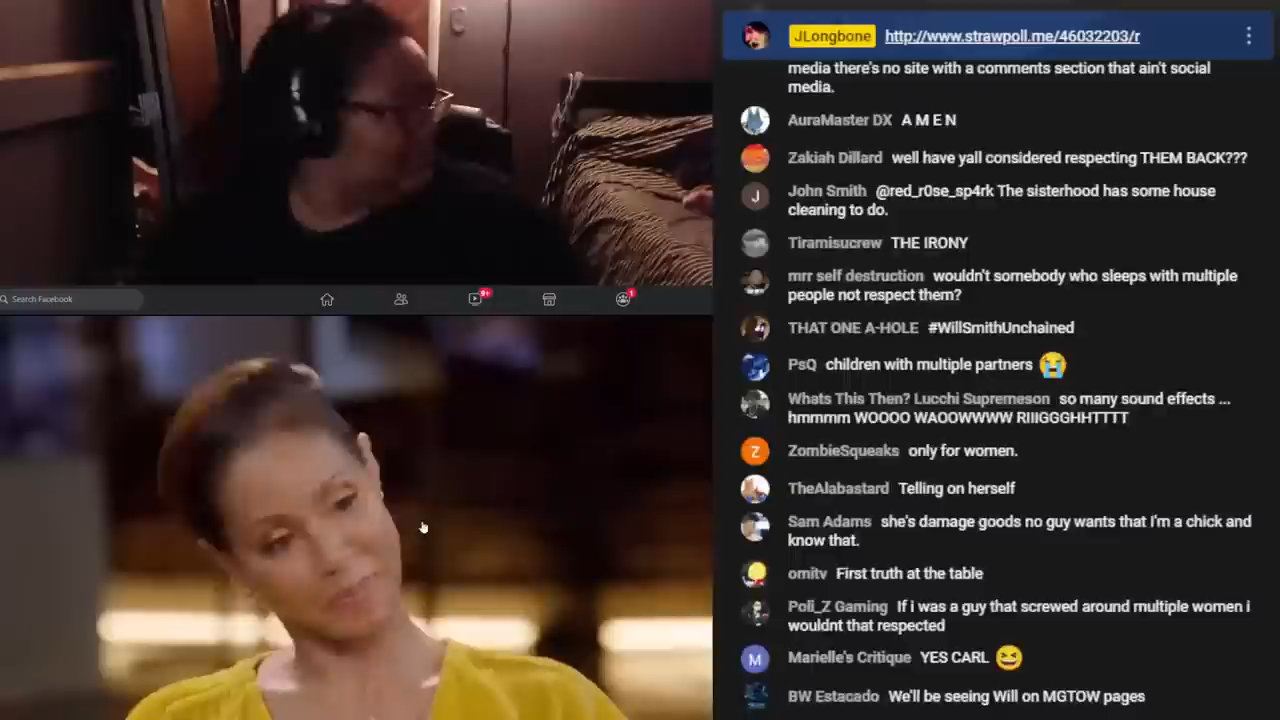 Search Facebook
9+
1
JLongbone http://www.strawpoll.me/46032203/r
media there's no site with a comments section that ain't social
media.
AuraMaster DX A M E N
Zakiah Dillard well have yall considered respecting THEM BACK???
J
John Smith @red_r0se_sp4rk The sisterhood has some house
cleaning to do.
Tiramisucrew THE IRONY
mrr self destruction wouldn't somebody who sleeps with multiple
people not respect them?
THAT ONE A-HOLE #WillSmithUnchained
PsQ children with multiple partners 😭
Whats This Then? Lucchi Supremeson so many sound effects ...
hmmmm WOOOO WAOOWWWW RIIIGGGHHTTTT
Z
ZombieSqueaks only for women.
TheAlabastard Telling on herself
Sam Adams she's damage goods no guy wants that I'm a chick and
know that.
omitv First truth at the table
Poli_Z Gaming If i was a guy that screwed around multiple women i
wouldnt that respected
M
Marielle's Critique YES CARL 😆
BW Estacado We'll be seeing Will on MGTOW pages